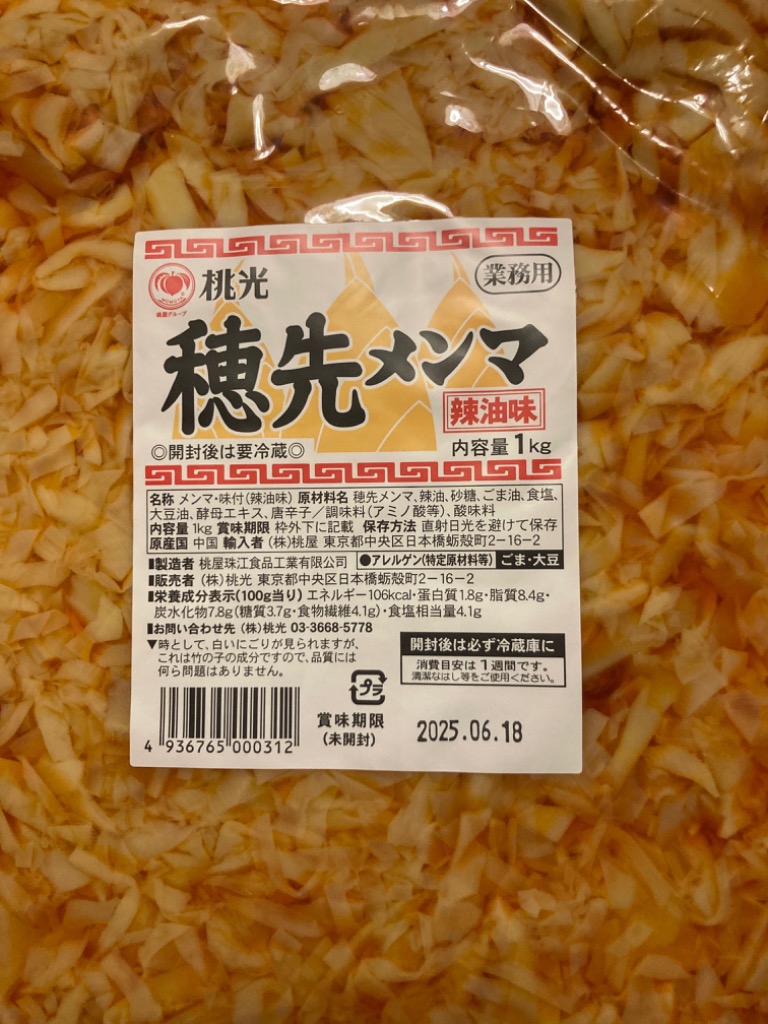 桃光
桃屋グループ
業務用
穂先メンマ
辣油味
◎開封後は要冷蔵◎
内容量1kg
名称 メンマ・味付(辣油味) 原材料名 穂先メンマ、辣油、砂糖、ごま油、食塩、
大豆油、酵母エキス、唐辛子/調味料(アミノ酸等)、酸味料
内容量 1kg 賞味期限 枠外下に記載 保存方法 直射日光を避けて保存
原産国 中国 輸入者 (株)桃屋 東京都中央区日本橋蛎殻町2-16-2
■製造者 桃屋珠江食品工業有限公司
●アレルゲン(特定原材料等) ごま・大豆
■販売者 (株)桃光 東京都中央区日本橋蛎殻町2-16-2
■栄養成分表示(100g当り) エネルギー106kcal・蛋白質1.8g・脂質8.4g・
炭水化物7.8g(糖質3.7g・食物繊維4.1g)・食塩相当量4.1g
■お問い合わせ先 (株)桃光 03-3668-5778
▼時として、白いにごりが見られますが、
これは竹の子の成分ですので、品質には
何ら問題はありません。
開封後は必ず冷蔵庫に
消費目安は1週間です。
清潔なはし等をご使用ください。
プラ
4 936765 000312
賞味期限
(未開封)
2025.06.18